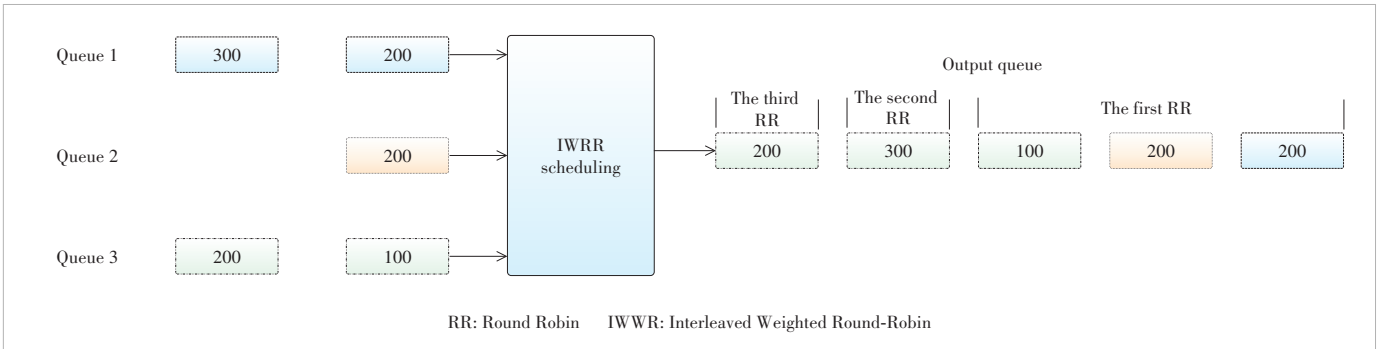 Queue 1
300
200
Output queue
The third
RR
The second
RR
The first RR
Queue 2
200
IWRR
scheduling
200
300
100
200
200
Queue 3
200
100
RR: Round Robin IWWR: Interleaved Weighted Round-Robin